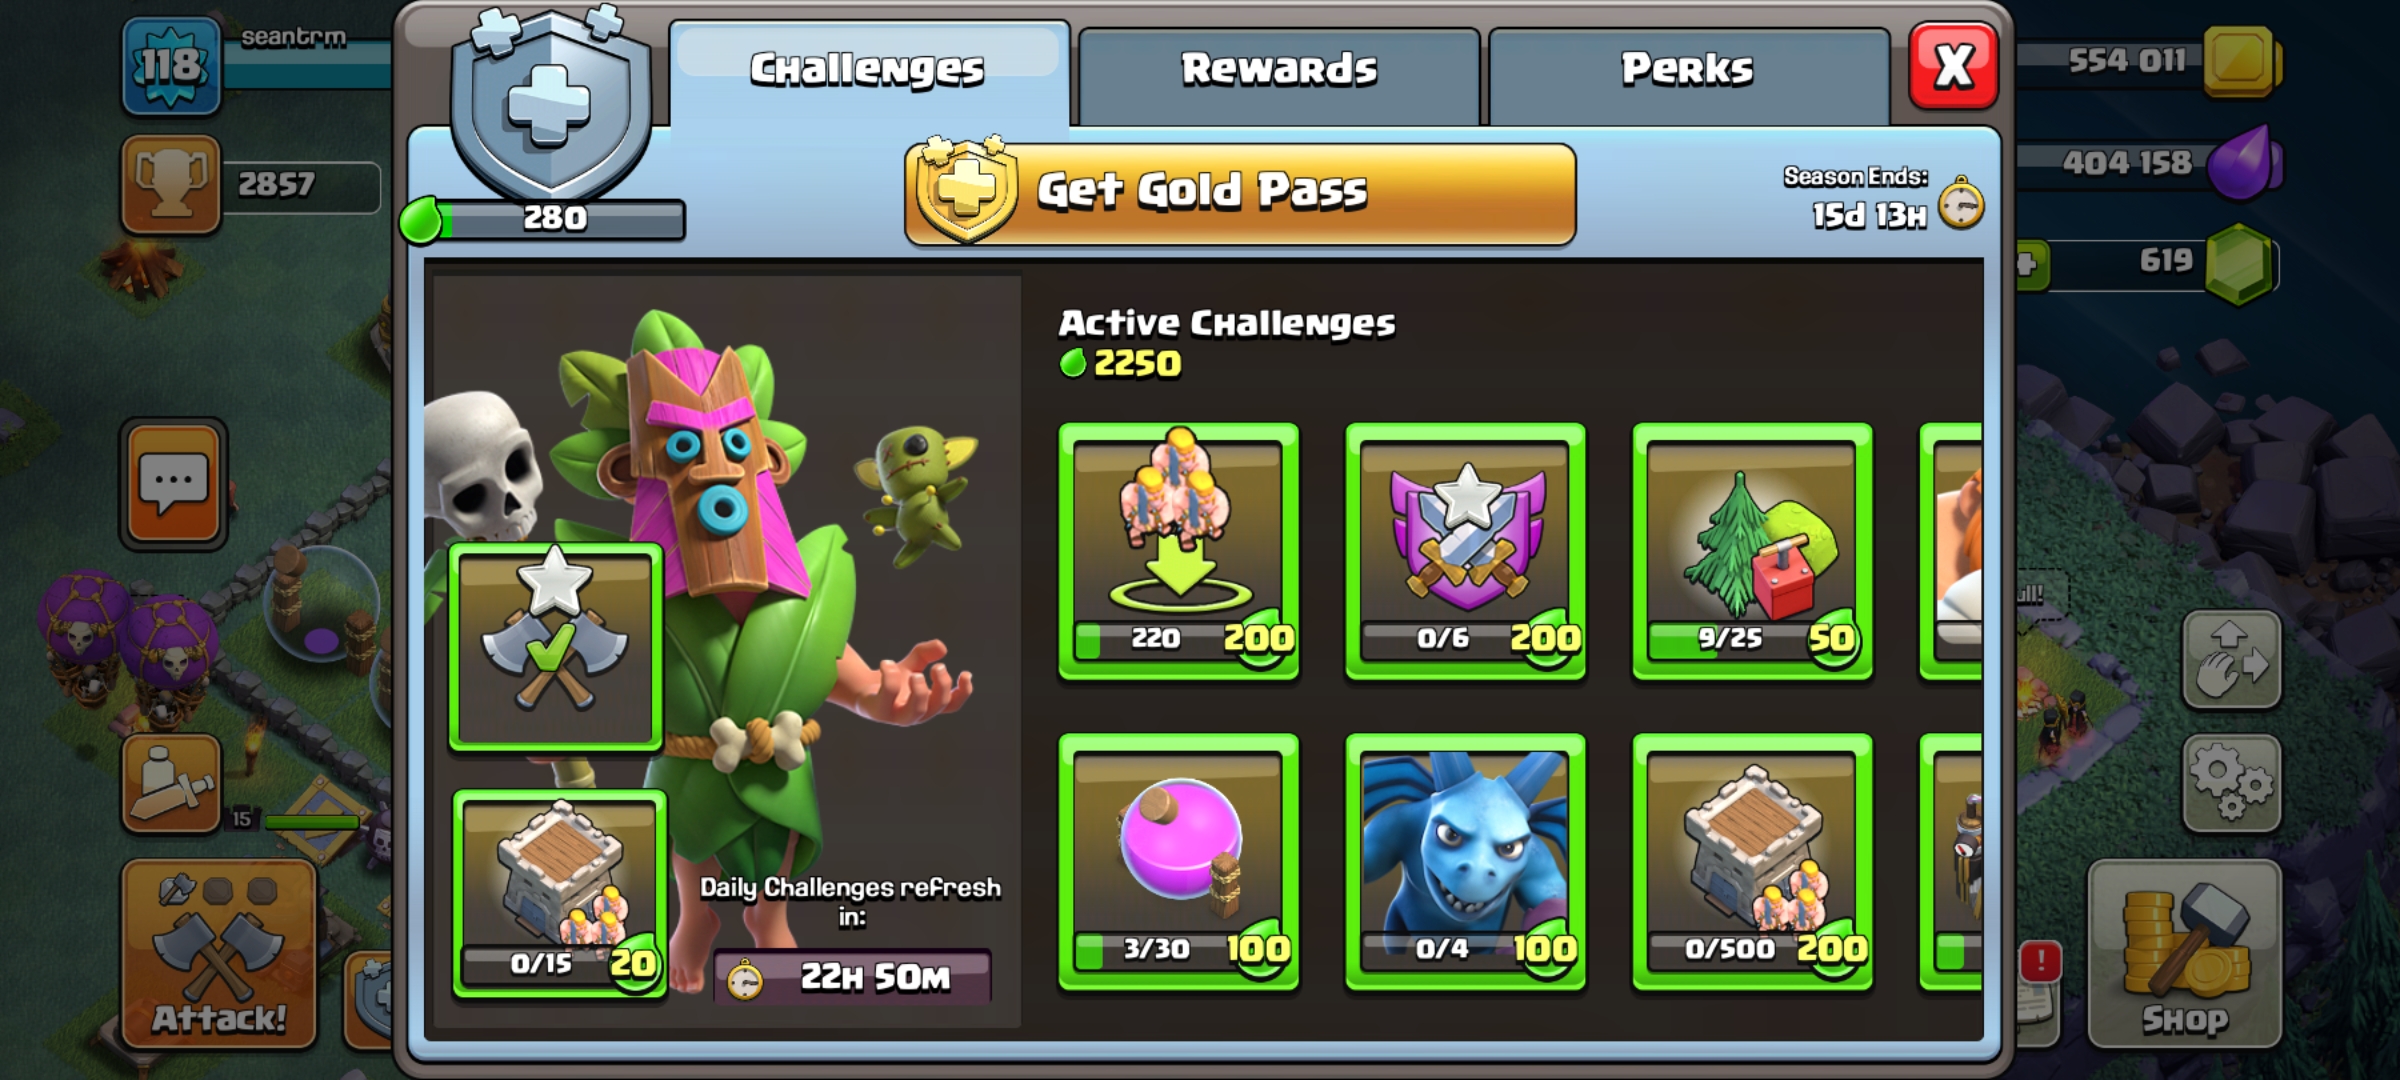 118
seantrm
2857
Challenges
Rewards
Perks
X
554 011
404 158
619
280
Get Gold Pass
Season Ends:
15d 13H
Active Challenges
2250
220
200
0/6
200
9/25
50
3/30
100
0/4
100
0/500
200
0/15
20
Daily Challenges refresh
in:
22H 50M
15
Attack!
ull!
!
Shop